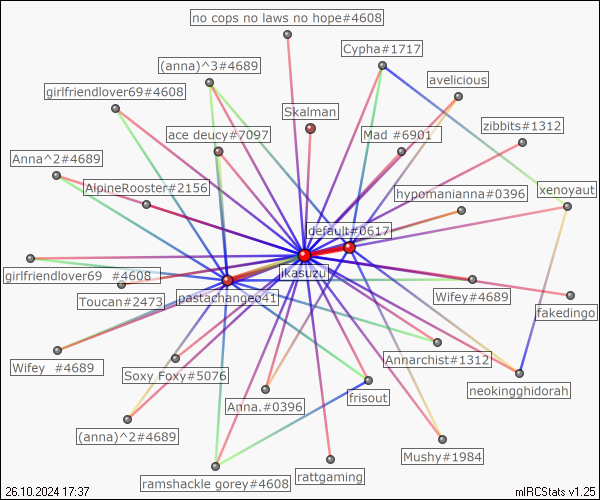 no cops no laws no hope#4608
Cypha#1717
(anna)^3#4689
avelicious
girlfriendlover69#4608
Skalman
zibbits#1312
ace deucy#7097
Mad #6901
Anna^2#4689
AlpineRooster#2156
hypomanianna#0396
xenoyaut
default#0617
jikasuzu
girlfriendlover69 #4608
Toucan#2473
pastachangeo41
Wifey#4689
fakedingo
Annarchist#1312
Wifey #4689
Soxy Foxy#5076
neokingghidorah
Anna.#0396
frisout
(anna)^2#4689
Mushy#1984
ramshackle gorey#4608
rattgaming
26.10.2024 17:37
mIRCStats v1.25